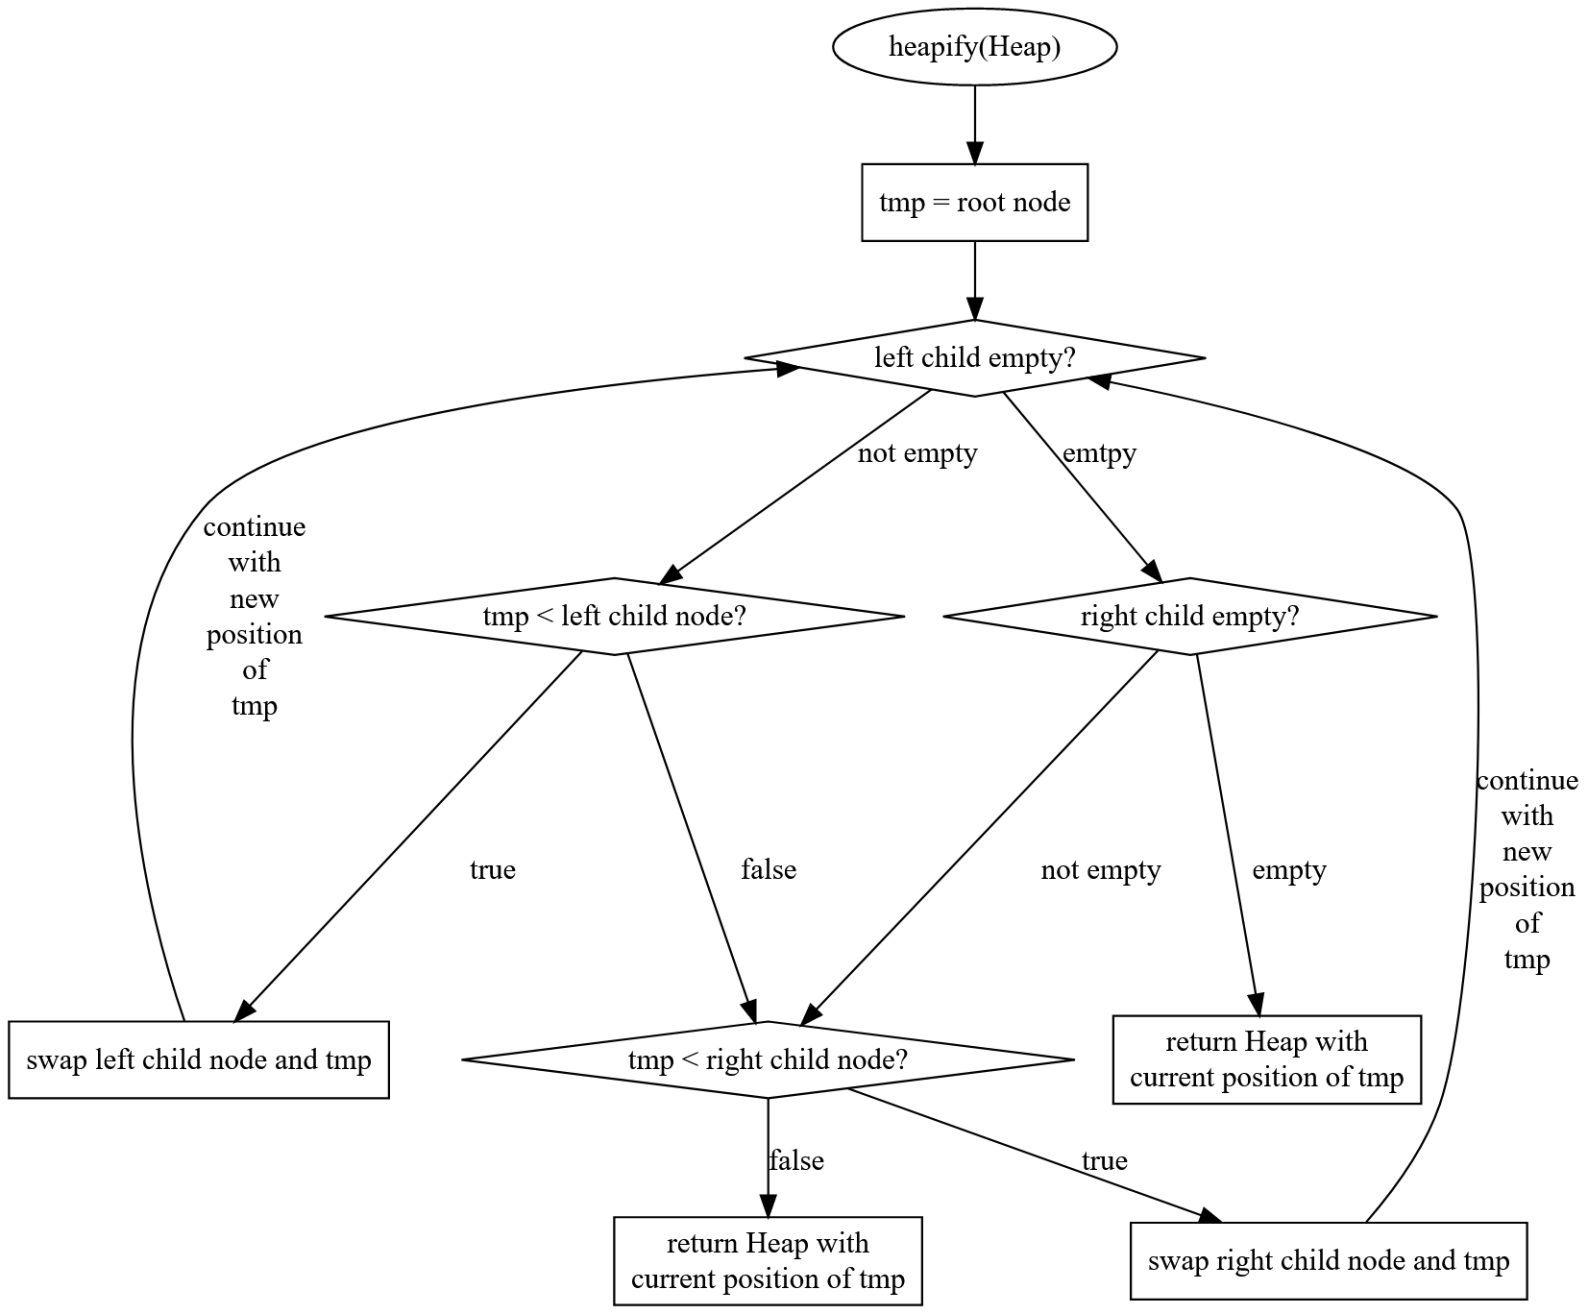 heapify(Heap)
tmp = root node
left child empty?
not empty
emtpy
continue
with
new
position
of
tmp
tmp < left child node?
right child empty?
continue
with
new
position
of
tmp
true
false
not empty
empty
swap left child node and tmp
tmp < right child node?
return Heap with
current position of tmp
false
true
return Heap with
current position of tmp
swap right child node and tmp